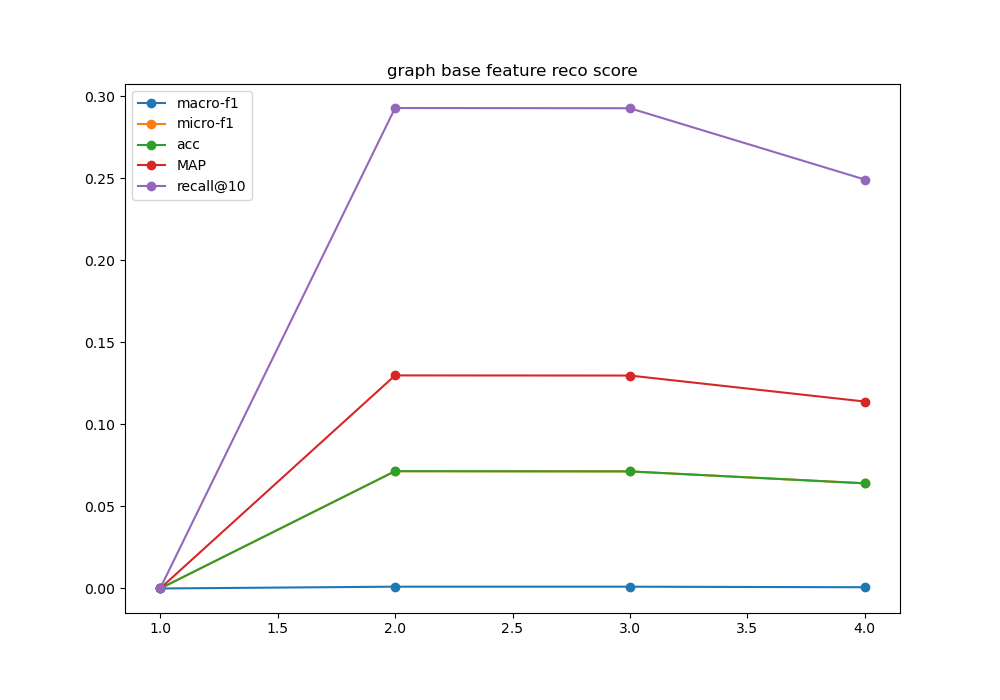 graph base feature reco score
macro-f1
micro-f1
acc
MAP
recall@10
0.30
0.25
0.20
0.15
0.10
0.05
0.00
1.0 1.5 2.0 2.5 3.0 3.5 4.0